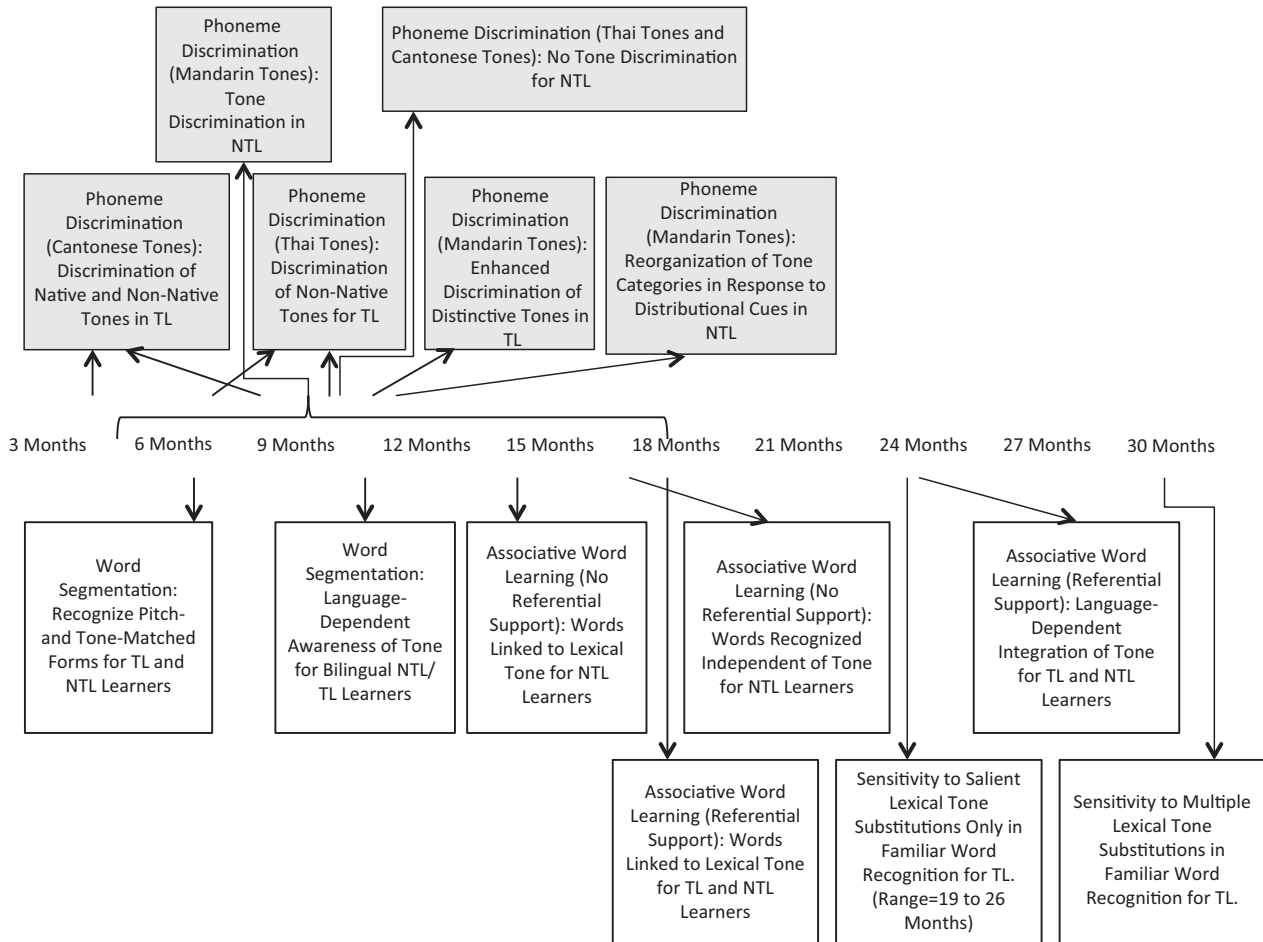 Phoneme
Discrimination
(Mandarin Tones):
Tone
Discrimination in
NTL
Phoneme Discrimination (Thai Tones and
Cantonese Tones): No Tone Discrimination
for NTL
Phoneme
Discrimination
(Cantonese Tones):
Discrimination of
Native and Non-Native
Tones in TL
Phoneme
Discrimination
(Thai Tones):
Discrimination
of Non-Native
Tones for TL
Phoneme
Discrimination
(Mandarin Tones):
Enhanced
Discrimination of
Distinctive Tones in
TL
Phoneme
Discrimination
(Mandarin Tones):
Reorganization of Tone
Categories in Response to
Distributional Cues in
NTL
3 Months 6 Months 9 Months 12 Months 15 Months 18 Months 21 Months 24 Months 27 Months 30 Months
Word
Segmentation:
Recognize Pitch-
and Tone-Matched
Forms for TL and
NTL Learners
Word
Segmentation:
Language-
Dependent
Awareness of Tone
for Bilingual NTL/
TL Learners
Associative Word
Learning (No
Referential
Support): Words
Linked to Lexical
Tone for NTL
Learners
Associative Word
Learning (No
Referential Support):
Words Recognized
Independent of Tone
for NTL Learners
Associative Word
Learning (Referential
Support): Language-
Dependent
Integration of Tone
for TL and NTL
Learners
Associative Word
Learning (Referential
Support): Words
Linked to Lexical Tone
for TL and NTL
Learners
Sensitivity to Salient
Lexical Tone
Substitutions Only in
Familiar Word
Recognition for TL.
(Range=19 to 26
Months)
Sensitivity to Multiple
Lexical Tone
Substitutions in
Familiar Word
Recognition for TL.